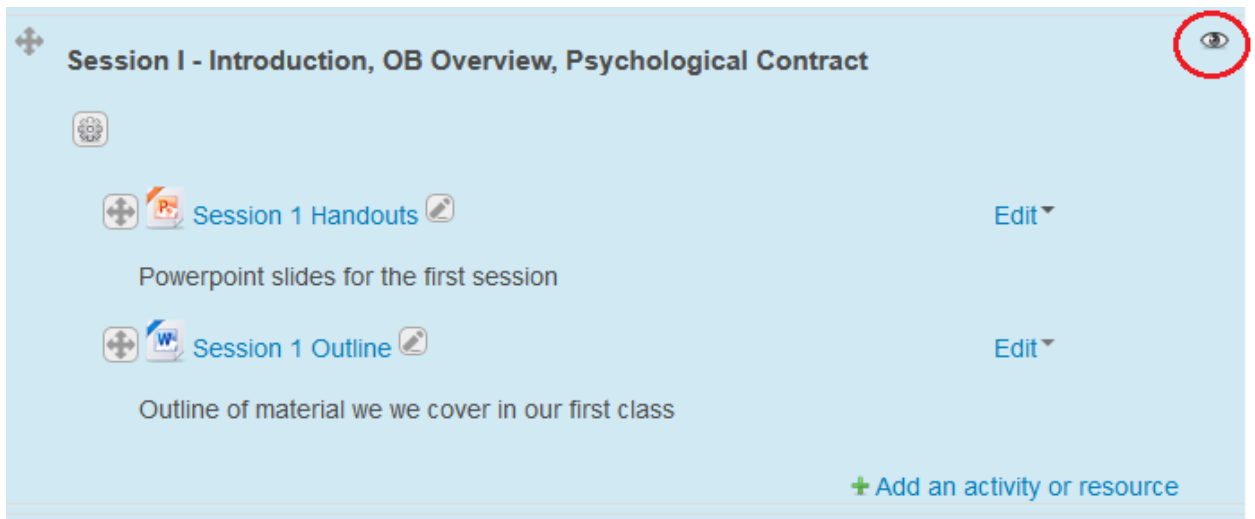 Session I - Introduction, OB Overview, Psychological Contract
Session 1 Handouts Edit
Powerpoint slides for the first session
Session 1 Outline Edit
Outline of material we we cover in our first class
Add an activity or resource